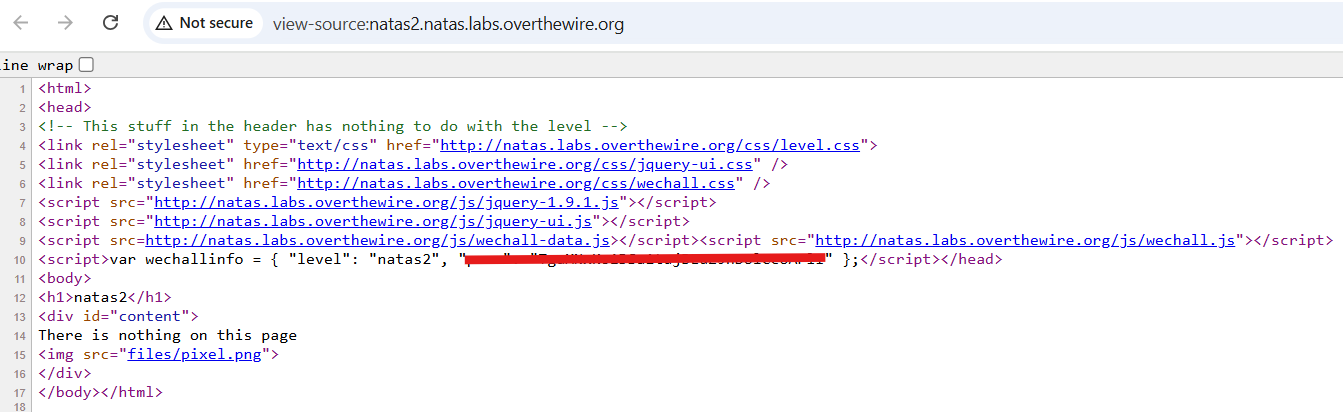 Not secure view-source:natas2.natas.labs.overthewire.org
ine wrap
1 <html>
2 <head>
3 <!-- This stuff in the header has nothing to do with the level -->
4 <link rel="stylesheet" type="text/css" href="http://natas.labs.overthewire.org/css/level.css">
5 <link rel="stylesheet" href="http://natas.labs.overthewire.org/css/jquery-ui.css" />
6 <link rel="stylesheet" href="http://natas.labs.overthewire.org/css/wechall.css" />
7 <script src="http://natas.labs.overthewire.org/js/jquery-1.9.1.js"></script>
8 <script src="http://natas.labs.overthewire.org/js/jquery-ui.js"></script>
9 <script src=http://natas.labs.overthewire.org/js/wechall-data.js></script><script src="http://natas.labs.overthewire.org/js/wechall.js"></script>
10 <script>var wechallinfo = { "level": "natas2", " " };</script></head>
11 <body>
12 <h1>natas2</h1>
13 <div id="content">
14 There is nothing on this page
15 <img src="files/pixel.png">
16 </div>
17 </body></html>
18